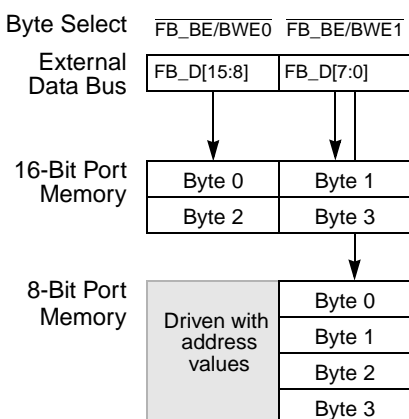 Byte Select FB_BE/BWE0 FB_BE/BWE1
External Data Bus FB_D[15:8] FB_D[7:0]
16-Bit Port Memory Byte 0 Byte 1
Byte 2 Byte 3
8-Bit Port Memory Driven with address values Byte 0
Byte 1
Byte 2
Byte 3